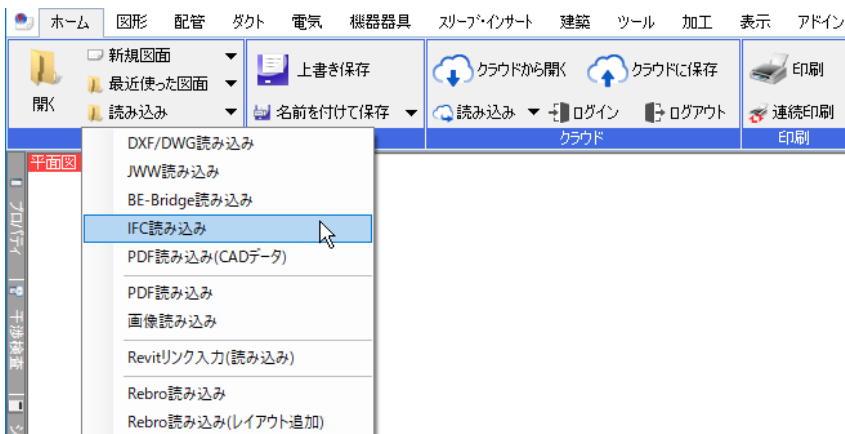 ホーム 図形 配管 ダクト 電気 機器器具 スリーブ・インサート 建築 ツール 加工 表示 アドイン
開く
新規図面
最近使った図面
読み込み
上書き保存
名前を付けて保存
クラウドから開く クラウドに保存
読み込み ログイン ログアウト
クラウド
印刷
連続印刷
印刷
DXF/DWG読み込み
JWW読み込み
BE-Bridge読み込み
IFC読み込み
PDF読み込み(CADデータ)
PDF読み込み
画像読み込み
Revitリンク入力(読み込み)
Rebro読み込み
Rebro読み込み(レイアウト追加)
平面図
プロパティ
干渉検査